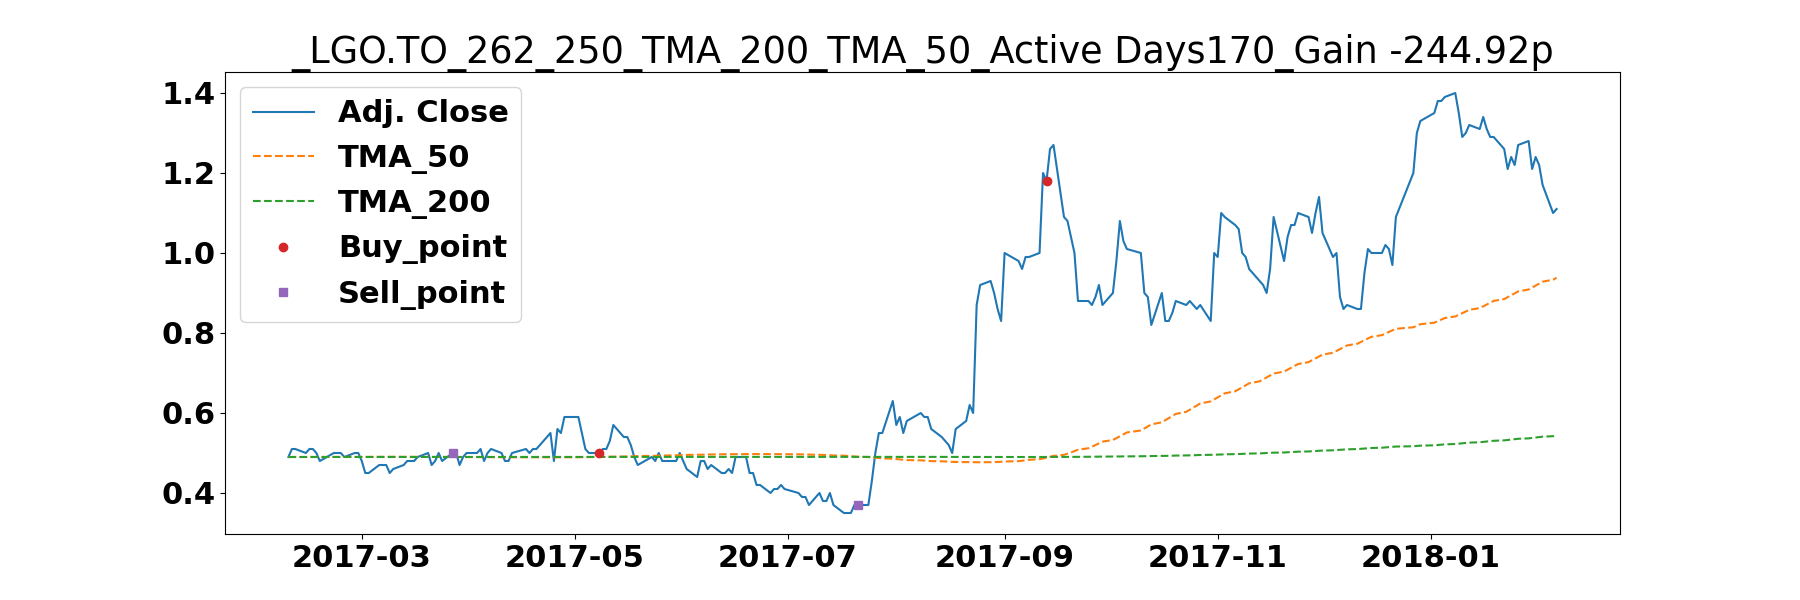 _LGO.TO_262_250_TMA_200_TMA_50_Active Days170_Gain -244.92p
1.4
1.2
1.0
0.8
0.6
0.4
Adj. Close
TMA_50
TMA_200
Buy_point
Sell_point
2017-03 2017-05 2017-07 2017-09 2017-11 2018-01